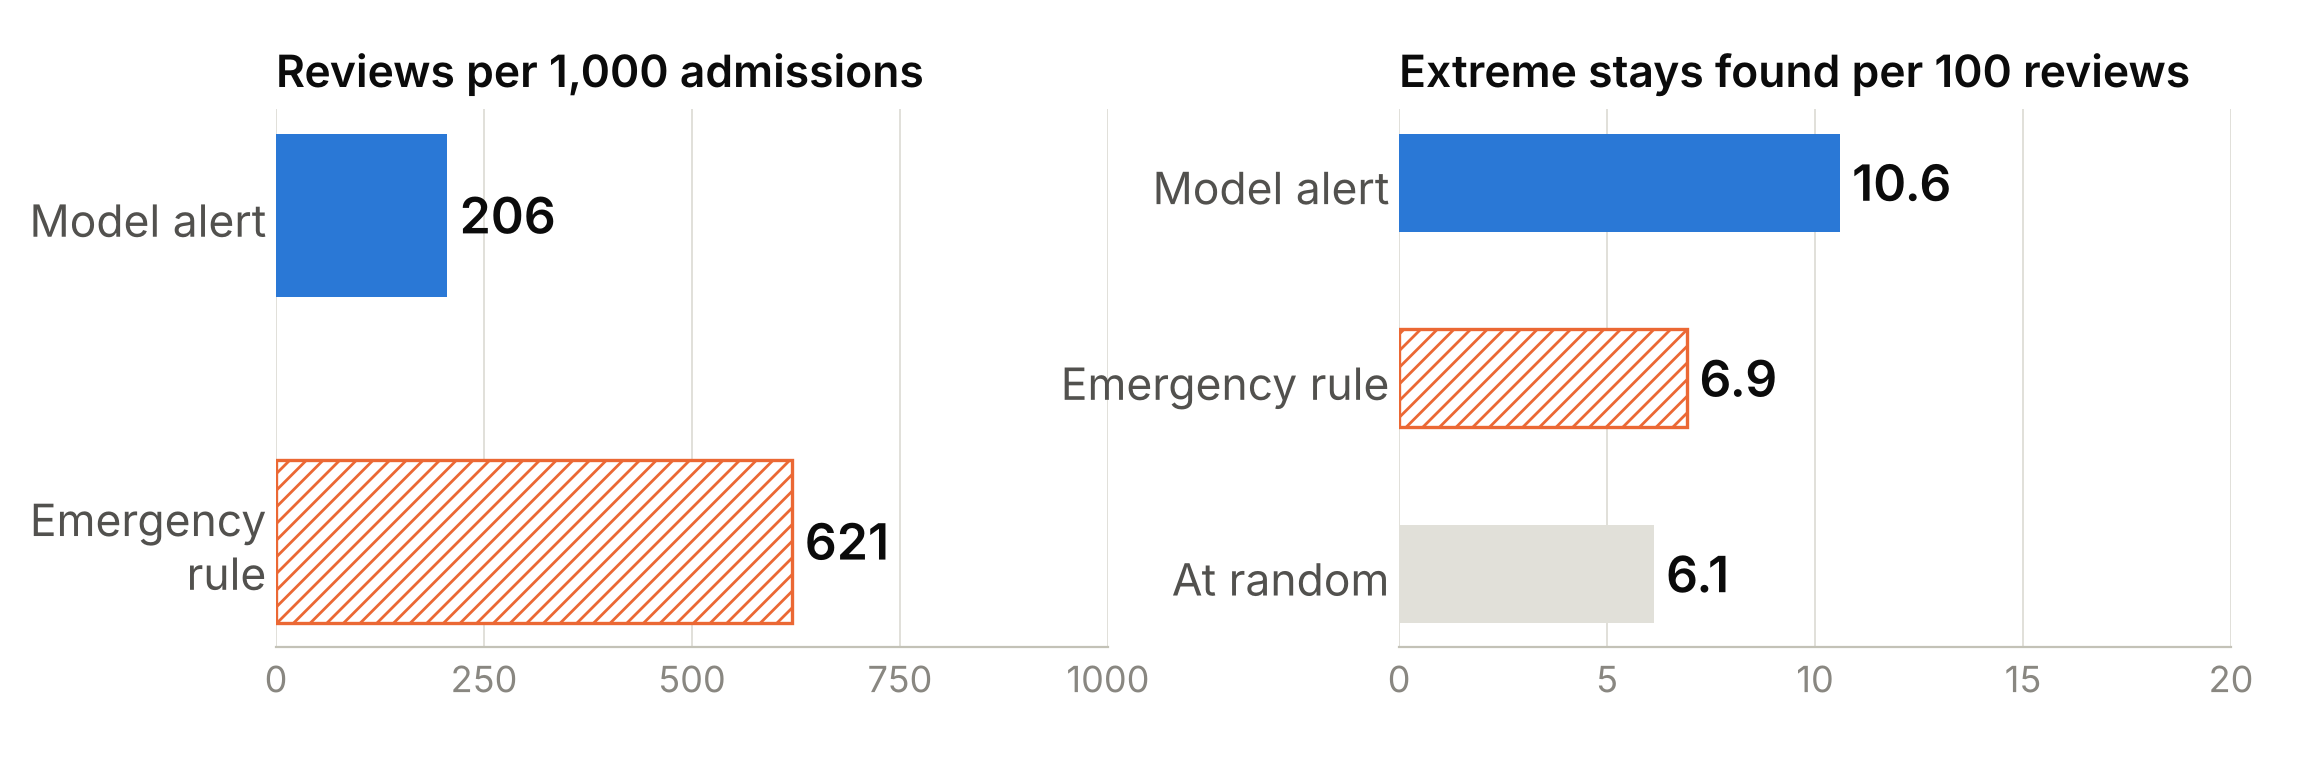 Reviews per 1,000 admissions
Model alert
206
Emergency
rule
621
0 250 500 750 1000
Extreme stays found per 100 reviews
Model alert
10.6
Emergency rule
6.9
At random
6.1
0 5 10 15 20